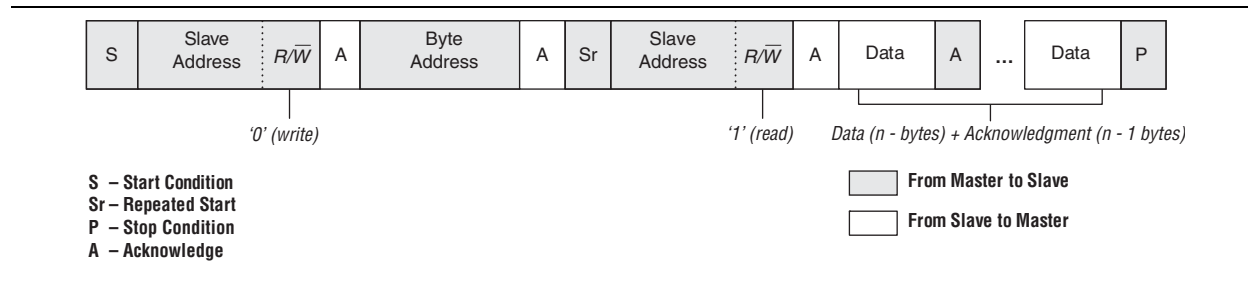 S Slave Address R/W̅ A Byte Address A Sr Slave Address R/W̅ A Data A ... Data P
‘0’ (write) ‘1’ (read) Data (n - bytes) + Acknowledgment (n - 1 bytes)
S – Start Condition
Sr – Repeated Start
P – Stop Condition
A – Acknowledge
From Master to Slave
From Slave to Master